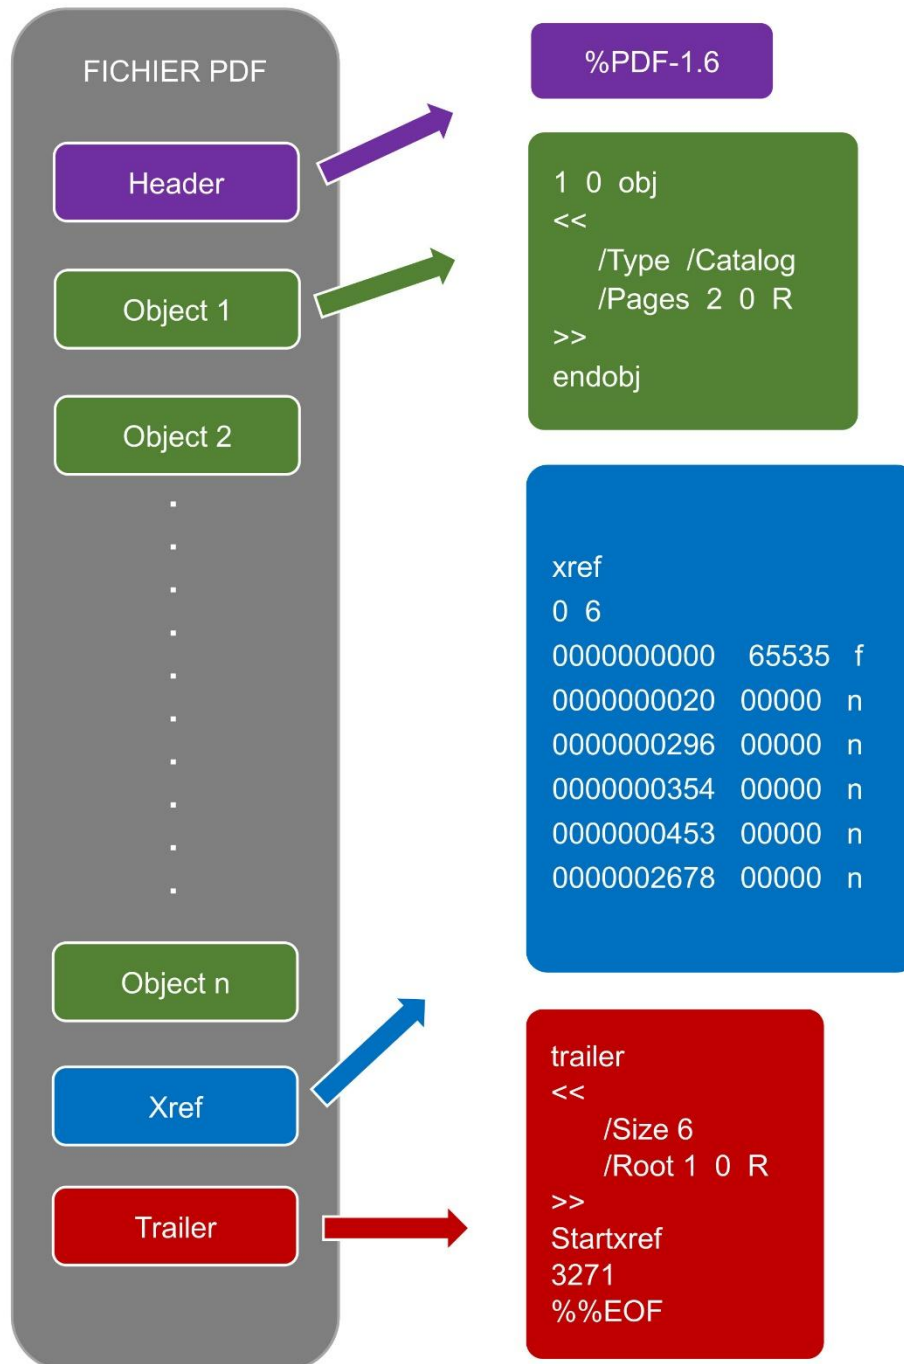 FICHIER PDF
Header
Object 1
Object 2
Object n
Xref
Trailer
%PDF-1.6
1 0 obj
<<
/Type /Catalog
/Pages 2 0 R
>>
endobj
xref
0 6
0000000000 65535 f
0000000020 00000 n
0000000296 00000 n
0000000354 00000 n
0000000453 00000 n
0000002678 00000 n
trailer
<<
/Size 6
/Root 1 0 R
>>
Startxref
3271
%%EOF